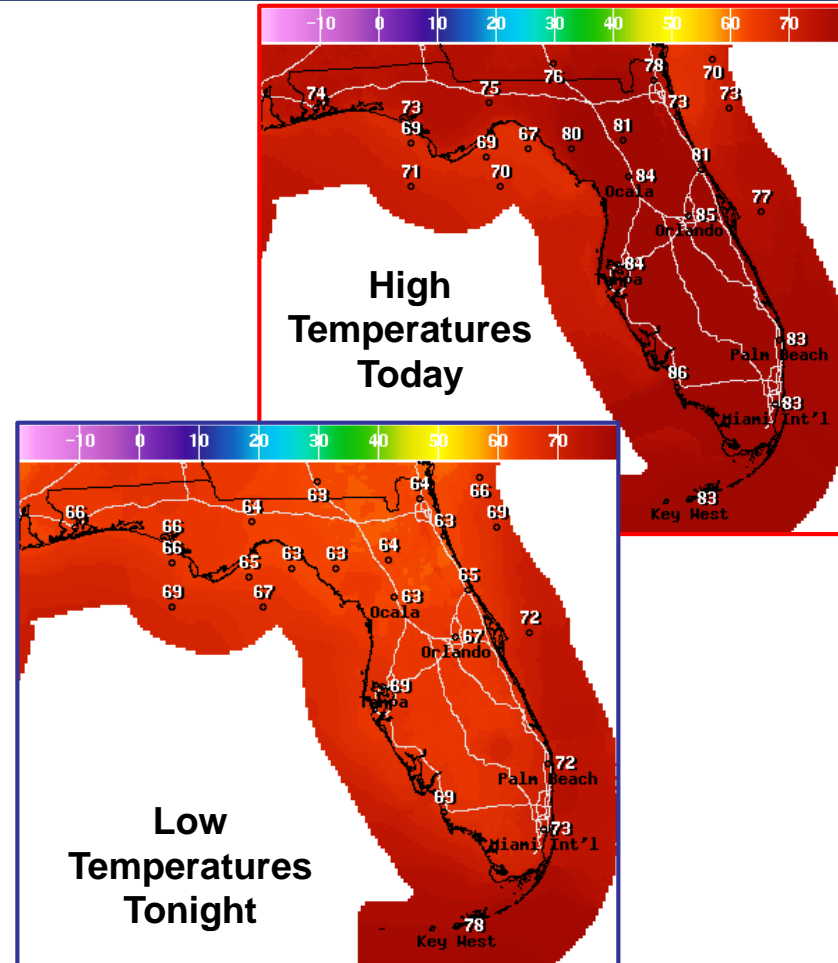 -10 0 10 20 30 40 50 60 70
78
70
76
74
75
73
73
73
69
81
80
67
69
81
71
70
84
Ocala
77
85
Orlando
84
Tampa
High
Temperatures
Today
83
Palm Beach
86
83
Miami Int'l
83
Key West
-10 0 10 20 30 40 50 60 70
64
63
66
64
66
69
66
63
66
64
63
63
65
65
69
67
63
Ocala
72
67
Orlando
69
Tampa
72
Palm Beach
69
Low
Temperatures
Tonight
73
Miami Int'l
78
Key West